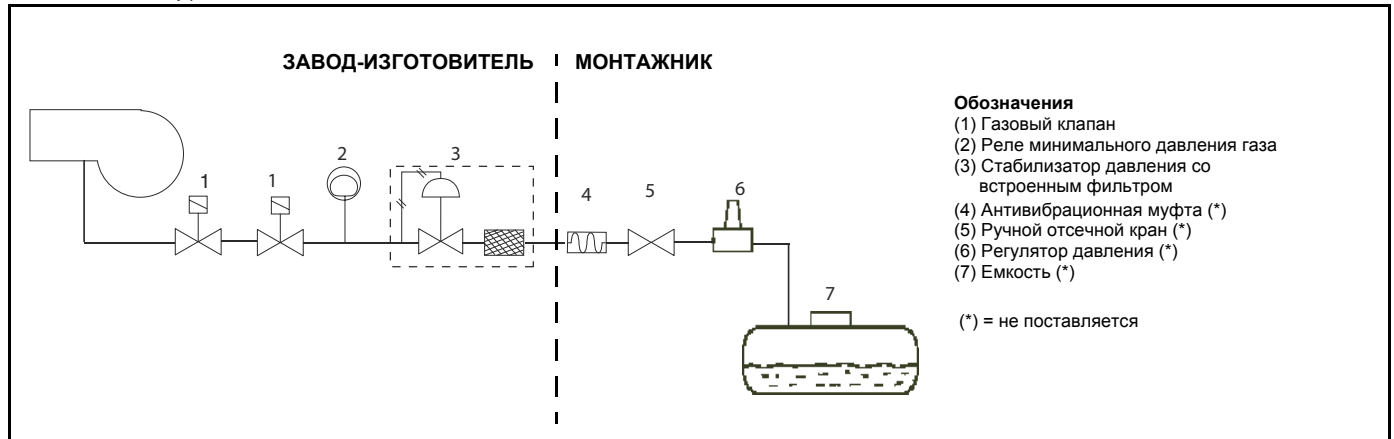 ЗАВОД-ИЗГОТОВИТЕЛЬ
МОНТАЖНИК
1
1
2
3
4
5
6
7
Обозначения
(1) Газовый клапан
(2) Реле минимального давления газа
(3) Стабилизатор давления со
встроенным фильтром
(4) Антивибрационная муфта (*)
(5) Ручной отсечной кран (*)
(6) Регулятор давления (*)
(7) Емкость (*)
(*) = не поставляется